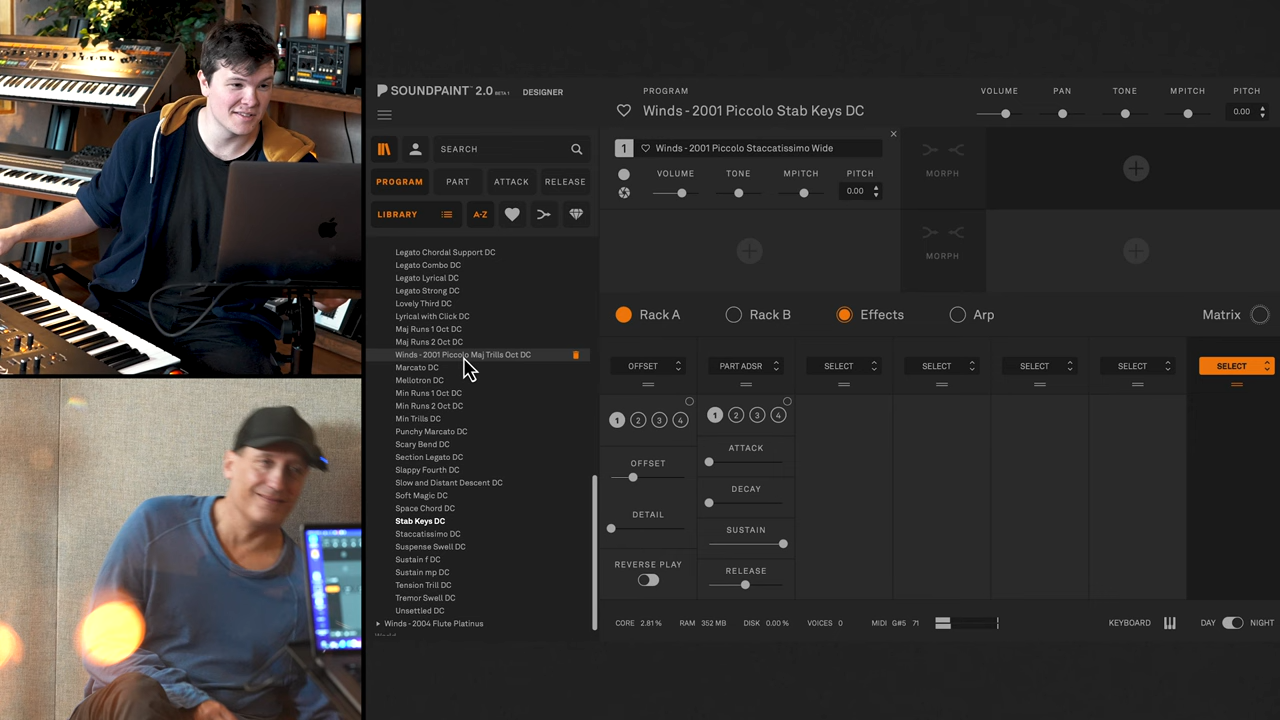 SOUNDPAINT™ 2.0 BETA 1 DESIGNER
PROGRAM
Winds - 2001 Piccolo Stab Keys DC
VOLUME PAN TONE MPITCH PITCH
0.00
SEARCH
PROGRAM PART ATTACK RELEASE
LIBRARY A-Z
1 Winds - 2001 Piccolo Staccatissimo Wide
VOLUME TONE MPITCH PITCH
0.00
MORPH
MORPH
Legato Chordal Support DC
Legato Combo DC
Legato Lyrical DC
Legato Strong DC
Lovely Third DC
Lyrical with Click DC
Maj Runs 1 Oct DC
Maj Runs 2 Oct DC
Winds - 2001 Piccolo Maj Trills Oct DC
Marcato DC
Mellotron DC
Min Runs 1 Oct DC
Min Runs 2 Oct DC
Min Trills DC
Punchy Marcato DC
Scary Bend DC
Section Legato DC
Slappy Fourth DC
Slow and Distant Descent DC
Soft Magic DC
Space Chord DC
Stab Keys DC
Staccatissimo DC
Suspense Swell DC
Sustain f DC
Sustain mp DC
Tension Trill DC
Tremor Swell DC
Unsettled DC
Winds - 2004 Flute Platinus
Rack A Rack B Effects Arp Matrix
OFFSET PART ADSR SELECT SELECT SELECT SELECT SELECT
1 2 3 4 1 2 3 4
OFFSET
DETAIL
REVERSE PLAY
ATTACK
DECAY
SUSTAIN
RELEASE
CORE 2.81% RAM 352 MB DISK 0.00% VOICES 0 MIDI G#5 71 KEYBOARD DAY NIGHT